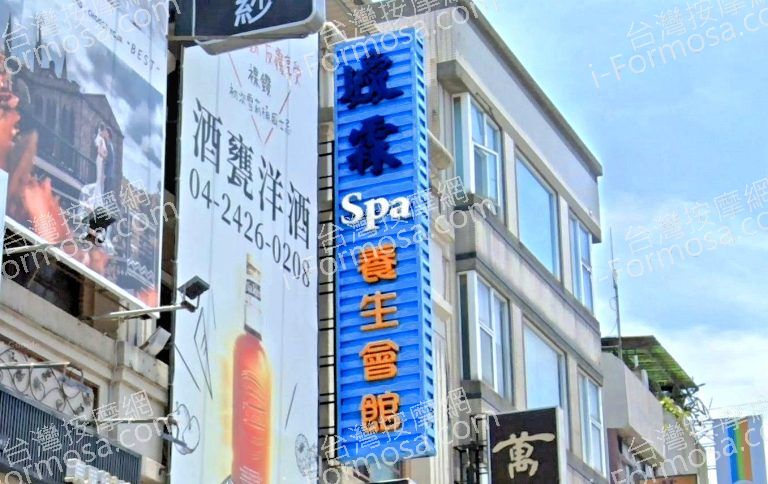 紗
"BEST"
酒甕洋酒
04-2426-0208
霖
Spa
養生會館
萬
台灣按摩網
i-Formosa.com